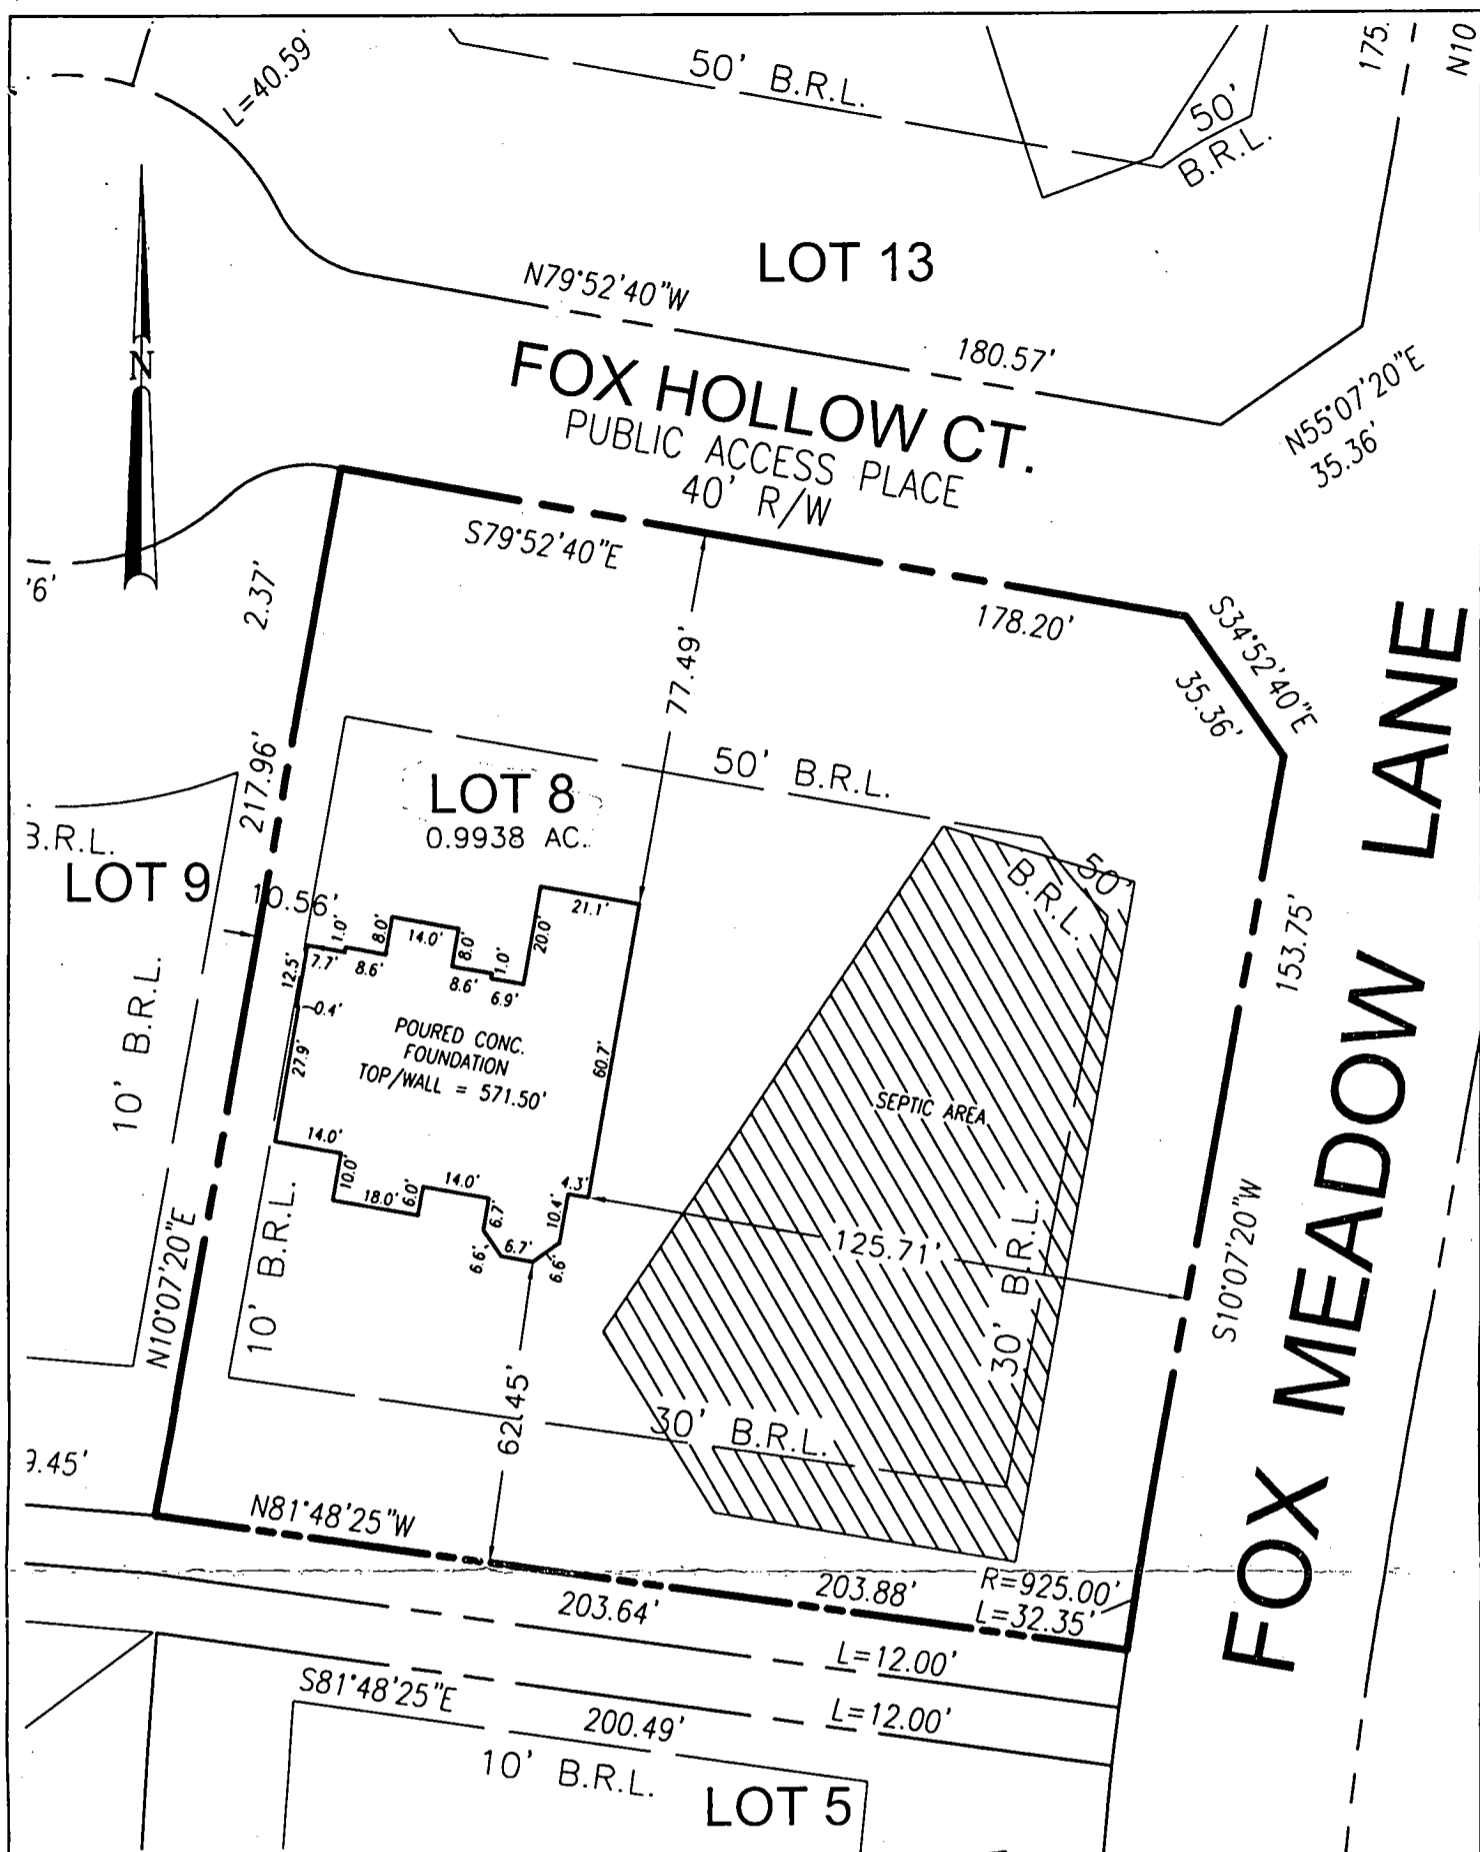 L=40.59'
50' B.R.L.
50'
B.R.L.
175.
N10
LOT 13
N79°52'40"W
180.57'
N55°07'20"E
35.36'
FOX HOLLOW CT.
PUBLIC ACCESS PLACE
40' R/W
N
S79°52'40"E
178.20'
S34°52'40"E
35.36'
'6'
2.37'
77.49'
217.96'
50' B.R.L.
LOT 8
0.9938 AC.
LOT 9
10.56'
50'
B.R.L.
FOX MEADOW LANE
153.75'
S10°07'20"W
21.1'
20.0'
14.0'
8.0'
8.0'
1.0'
1.0'
7.7'
8.6'
8.6'
6.9'
12.5'
0.4'
27.9'
POURED CONC.
FOUNDATION
TOP/WALL = 571.50'
60.7'
SEPTIC AREA
14.0'
10.0'
18.0'
6.0'
14.0'
4.3'
10.4'
6.7'
6.6'
6.7'
6.6'
125.71'
10' B.R.L.
10' B.R.L.
N10°07'20"E
30' B.R.L.
30' B.R.L.
62.45'
9.45'
N81°48'25"W
203.64'
203.88'
R=925.00'
L=32.35'
L=12.00'
L=12.00'
S81°48'25"E
200.49'
10' B.R.L.
LOT 5